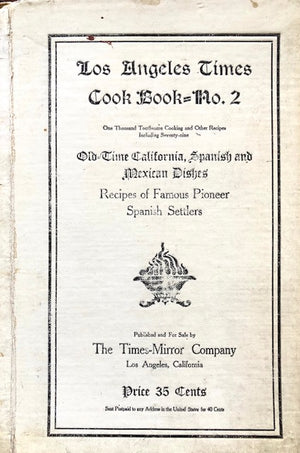 Los Angeles Times
Cook Book=No. 2
One Thousand Toothsome Cooking and Other Recipes
Including Seventy-nine
Old-Time California, Spanish and
Mexican Dishes
Recipes of Famous Pioneer
Spanish Settlers
Published and For Sale by
The Times-Mirror Company
Los Angeles, California
Price 35 Cents
Sent Postpaid to any Address in the United States for 40 Cents